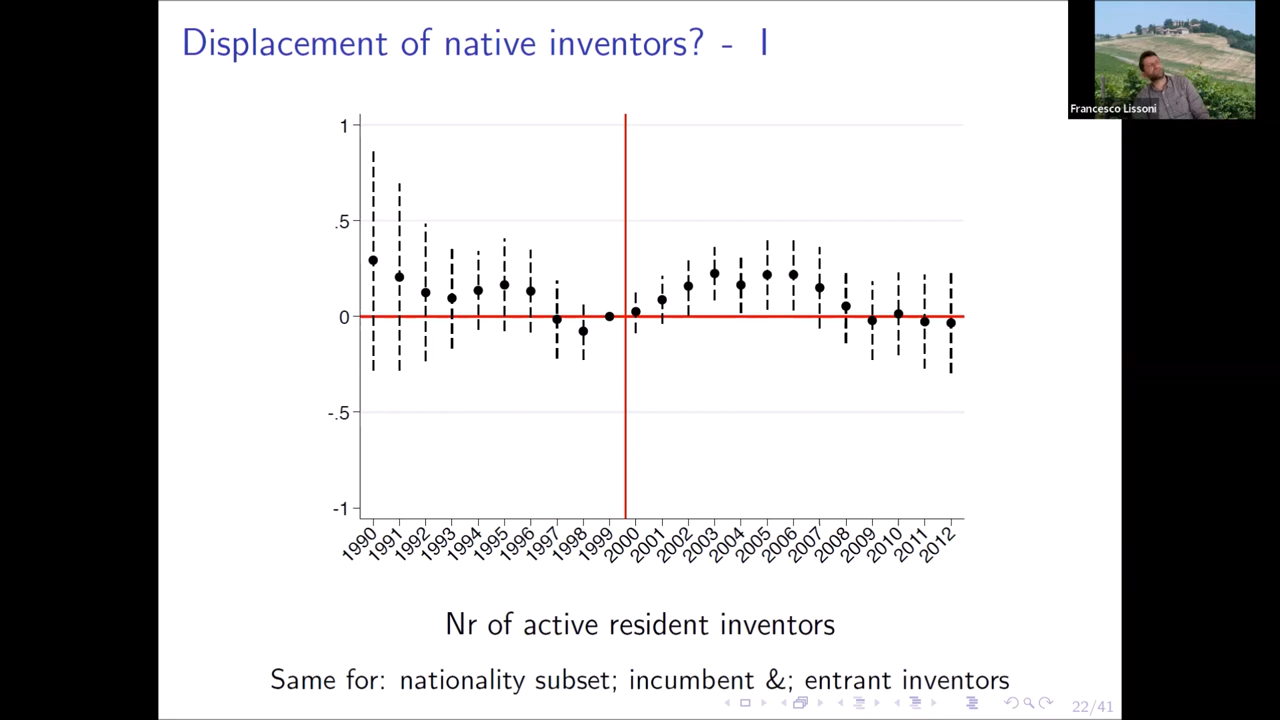 Displacement of native inventors? - I
Francesco Lissoni
1
.5
0
-.5
-1
1990 1991 1992 1993 1994 1995 1996 1997 1998 1999 2000 2001 2002 2003 2004 2005 2006 2007 2008 2009 2010 2011 2012
Nr of active resident inventors
Same for: nationality subset; incumbent &; entrant inventors
22/41